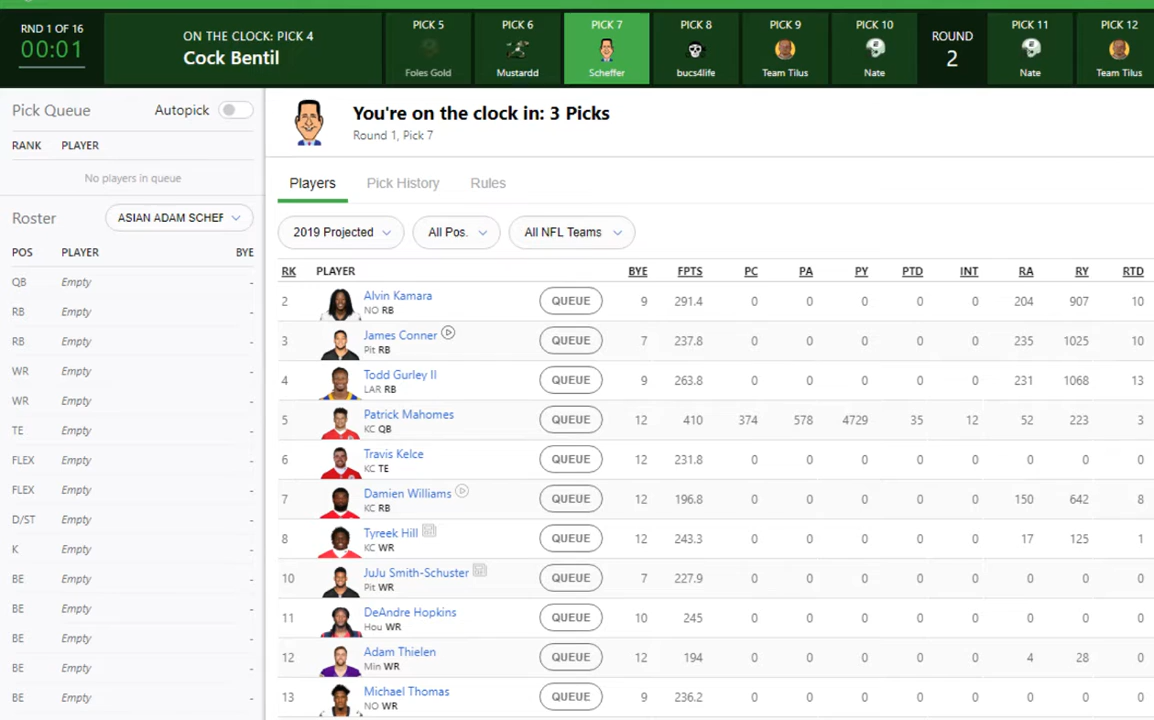 RND 1 OF 16
00:01
ON THE CLOCK: PICK 4
Cock Bentil
PICK 5
Foles Gold
PICK 6
Mustardd
PICK 7
Scheffer
PICK 8
bucs4life
PICK 9
Team Tilus
PICK 10
Nate
ROUND
2
PICK 11
Nate
PICK 12
Team Tilus
Pick Queue Autopick
RANK PLAYER
No players in queue
Roster ASIAN ADAM SCHEF
POS PLAYER BYE
QB Empty -
RB Empty -
RB Empty -
WR Empty -
WR Empty -
TE Empty -
FLEX Empty -
FLEX Empty -
D/ST Empty -
K Empty -
BE Empty -
BE Empty -
BE Empty -
BE Empty -
BE Empty -
You're on the clock in: 3 Picks
Round 1, Pick 7
Players Pick History Rules
2019 Projected All Pos. All NFL Teams
RK PLAYER BYE FPTS PC PA PY PTD INT RA RY RTD
2 Alvin Kamara NO RB QUEUE 9 291.4 0 0 0 0 0 204 907 10
3 James Conner Pit RB QUEUE 7 237.8 0 0 0 0 0 235 1025 10
4 Todd Gurley II LAR RB QUEUE 9 263.8 0 0 0 0 0 231 1068 13
5 Patrick Mahomes KC QB QUEUE 12 410 374 578 4729 35 12 52 223 3
6 Travis Kelce KC TE QUEUE 12 231.8 0 0 0 0 0 0 0 0
7 Damien Williams KC RB QUEUE 12 196.8 0 0 0 0 0 150 642 8
8 Tyreek Hill KC WR QUEUE 12 243.3 0 0 0 0 0 17 125 1
10 JuJu Smith-Schuster Pit WR QUEUE 7 227.9 0 0 0 0 0 0 0 0
11 DeAndre Hopkins Hou WR QUEUE 10 245 0 0 0 0 0 0 0 0
12 Adam Thielen Min WR QUEUE 12 194 0 0 0 0 0 4 28 0
13 Michael Thomas NO WR QUEUE 9 236.2 0 0 0 0 0 0 0 0